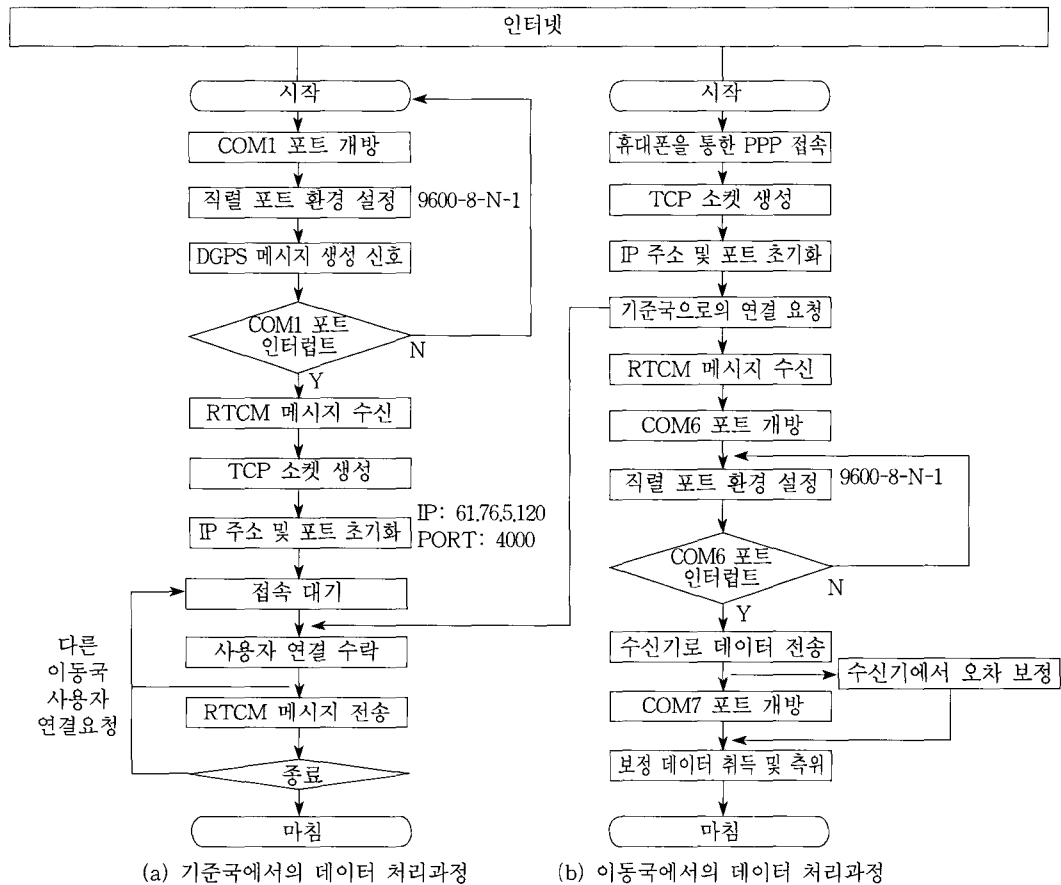 인터넷
시작
COM1 포트 개방
직렬 포트 환경 설정
9600-8-N-1
DGPS 메시지 생성 신호
COM1 포트
인터럽트
N
Y
RTCM 메시지 수신
TCP 소켓 생성
IP 주소 및 포트 초기화
IP: 61.76.5.120
PORT: 4000
접속 대기
사용자 연결 수락
다른
이동국
사용자
연결요청
RTCM 메시지 전송
종료
마침
(a) 기준국에서의 데이터 처리과정
시작
휴대폰을 통한 PPP 접속
TCP 소켓 생성
IP 주소 및 포트 초기화
기준국으로의 연결 요청
RTCM 메시지 수신
COM6 포트 개방
직렬 포트 환경 설정
9600-8-N-1
COM6 포트
인터럽트
N
Y
수신기로 데이터 전송
수신기에서 오차 보정
COM7 포트 개방
보정 데이터 취득 및 측위
마침
(b) 이동국에서의 데이터 처리과정